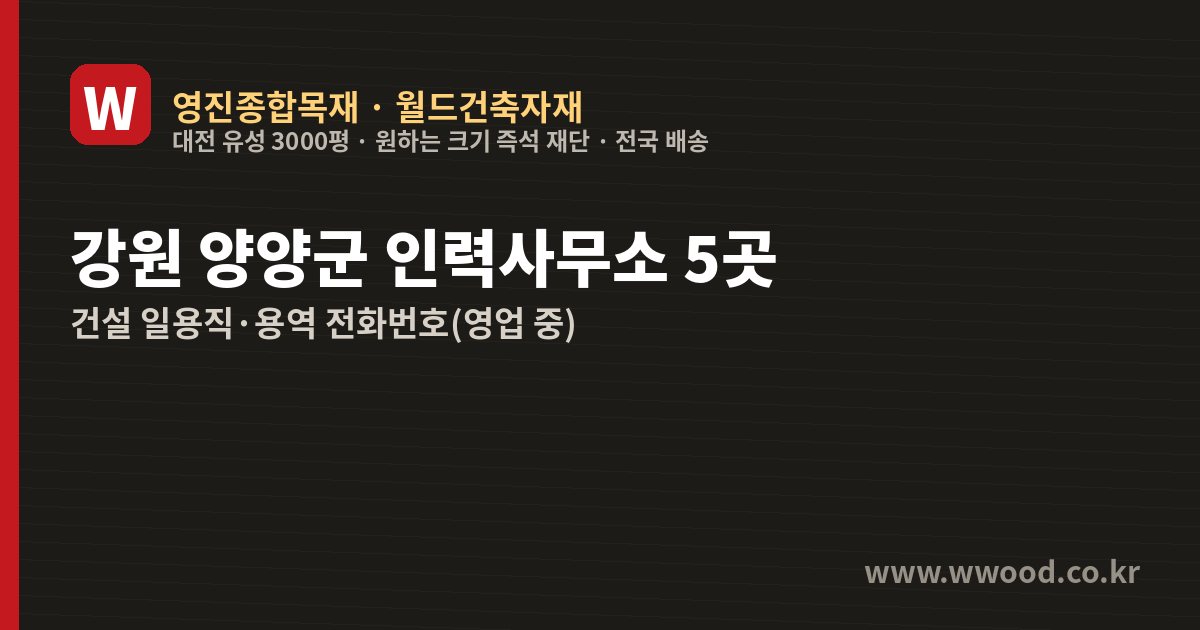 W
영진종합목재 · 월드건축자재
대전 유성 3000평 · 원하는 크기 즉석 재단 · 전국 배송
강원 양양군 인력사무소 5곳
건설 일용직·용역 전화번호(영업 중)
www.wwood.co.kr